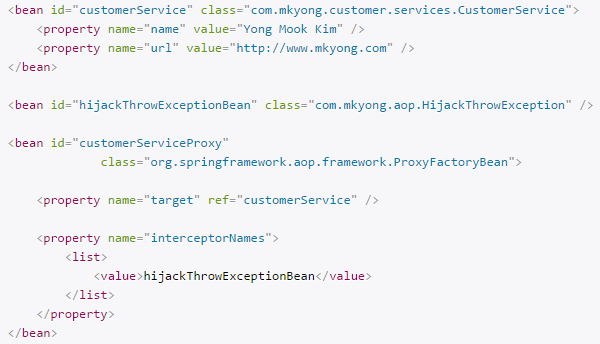 <bean id="customerService" class="com.mkyong.customer.services.CustomerService">
<property name="name" value="Yong Mook Kim" />
<property name="url" value="http://www.mkyong.com" />
</bean>
<bean id="hijackThrowExceptionBean" class="com.mkyong.aop.HijackThrowException" />
<bean id="customerServiceProxy"
class="org.springframework.aop.framework.ProxyFactoryBean">
<property name="target" ref="customerService" />
<property name="interceptorNames">
<list>
<value>hijackThrowExceptionBean</value>
</list>
</property>
</bean>